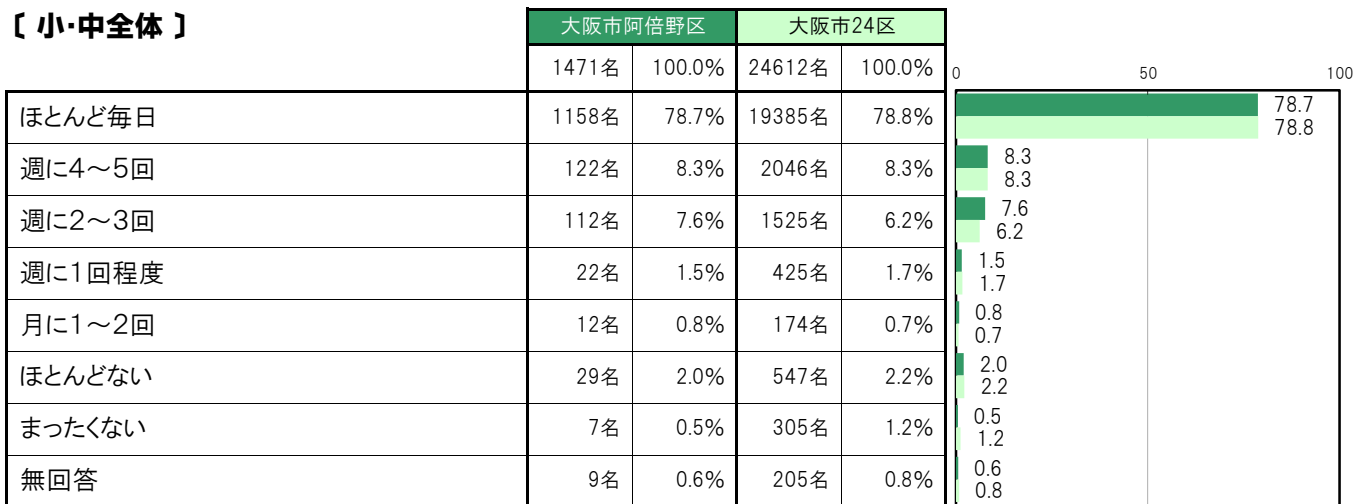 〔 小・中全体 〕
大阪市阿倍野区 大阪市24区
1471名 100.0% 24612名 100.0%
0 50 100
ほとんど毎日 1158名 78.7% 19385名 78.8%
78.7
78.8
週に4～5回 122名 8.3% 2046名 8.3%
8.3
8.3
週に2～3回 112名 7.6% 1525名 6.2%
7.6
6.2
週に1回程度 22名 1.5% 425名 1.7%
1.5
1.7
月に1～2回 12名 0.8% 174名 0.7%
0.8
0.7
ほとんどない 29名 2.0% 547名 2.2%
2.0
2.2
まったくない 7名 0.5% 305名 1.2%
0.5
1.2
無回答 9名 0.6% 205名 0.8%
0.6
0.8